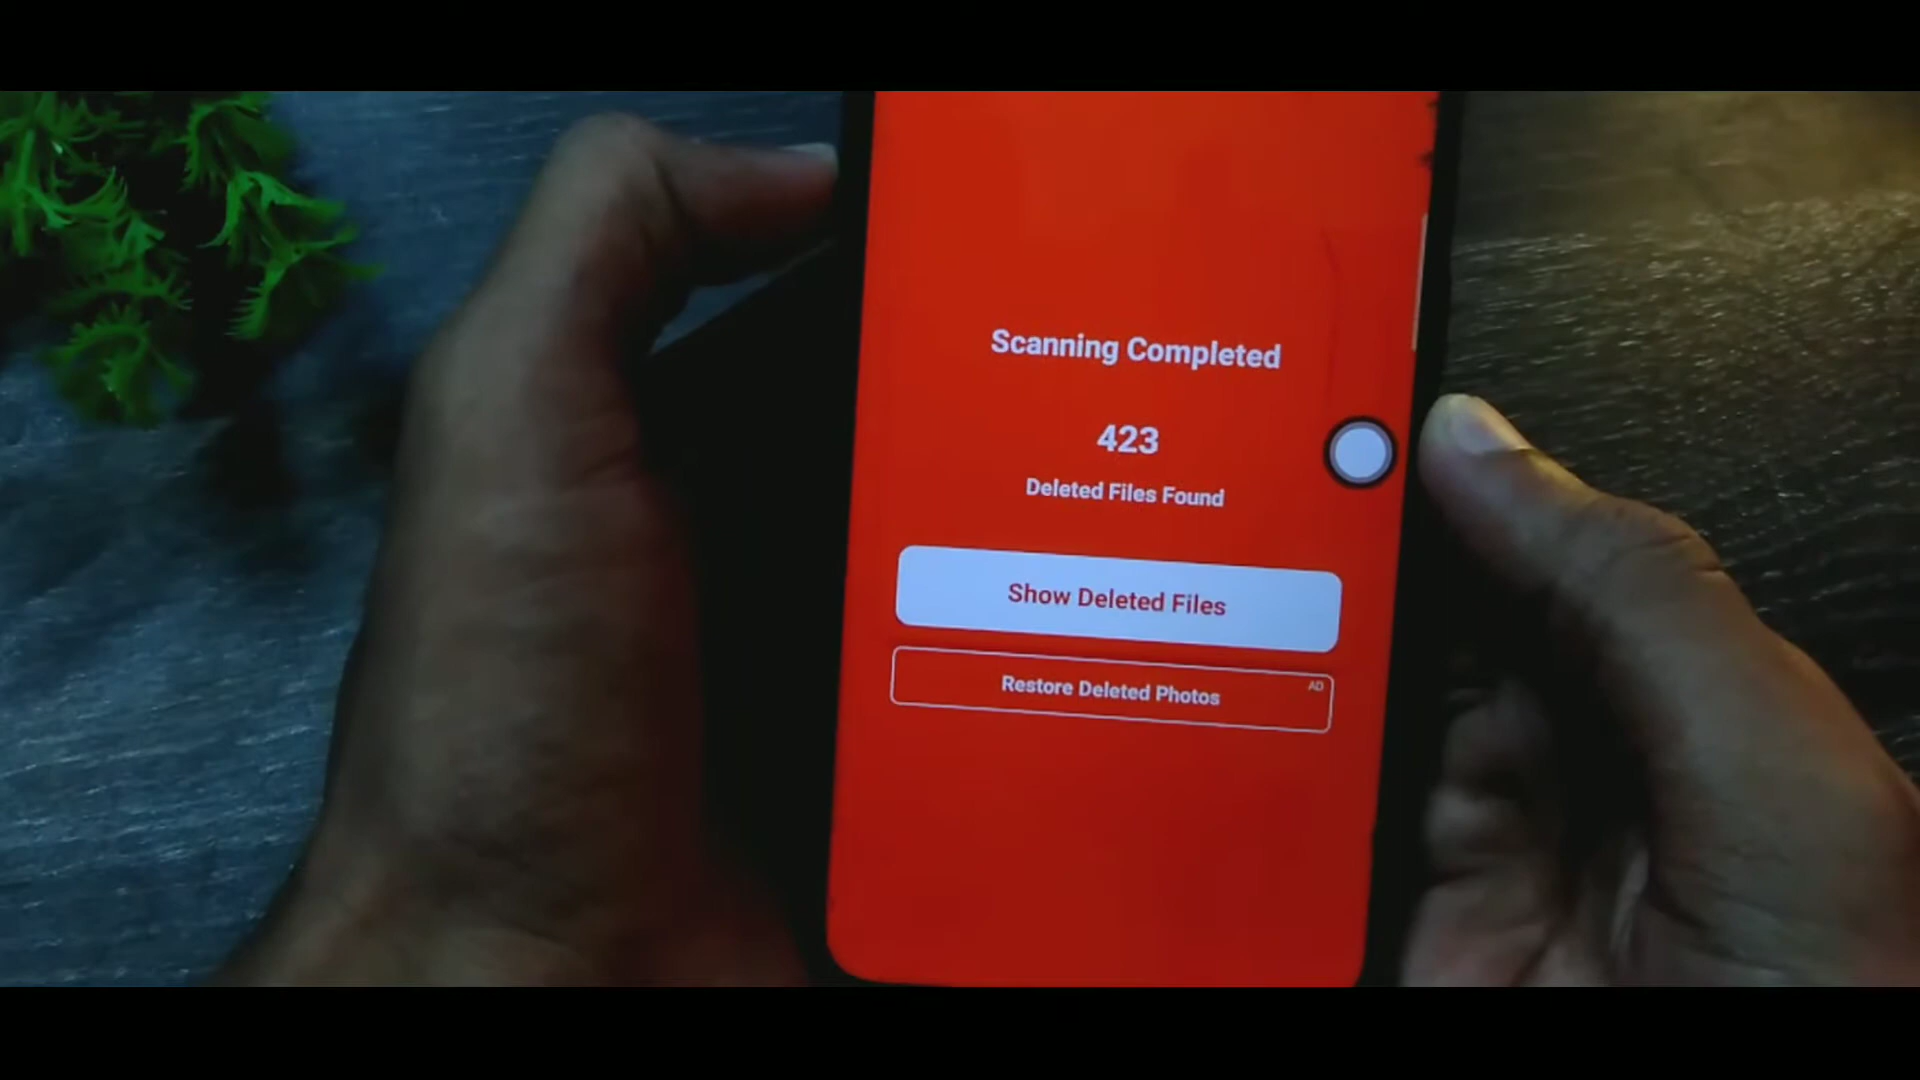 Scanning Completed
423
Deleted Files Found
Show Deleted Files
Restore Deleted Photos
AD